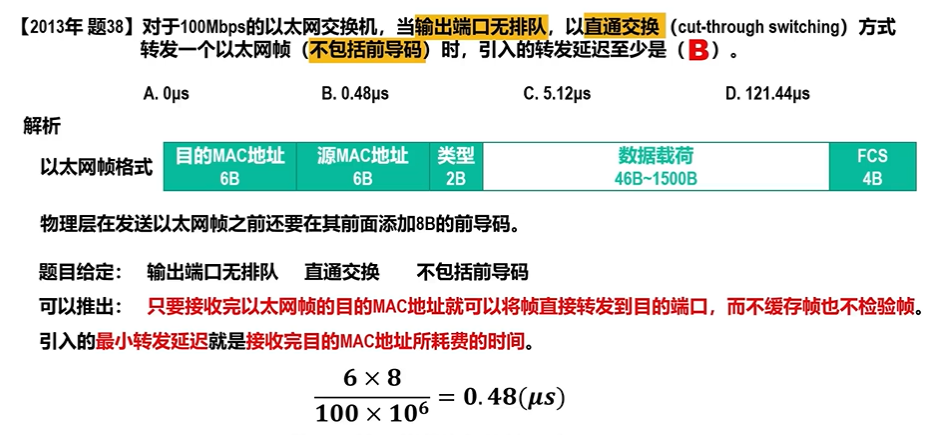 【2013年 题38】对于100Mbps的以太网交换机，当输出端口无排队，以直通交换（cut-through switching）方式
转发一个以太网帧（不包括前导码）时，引入的转发延迟至少是（B）。
A. 0μs B. 0.48μs C. 5.12μs D. 121.44μs
解析
以太网帧格式
目的MAC地址 源MAC地址 类型 数据载荷 FCS
6B 6B 2B 46B~1500B 4B
物理层在发送以太网帧之前还要在其前面添加8B的前导码。
题目给定： 输出端口无排队 直通交换 不包括前导码
可以推出： 只要接收完以太网帧的目的MAC地址就可以将帧直接转发到目的端口，而不缓存帧也不检验帧。
引入的最小转发延迟就是接收完目的MAC地址所耗费的时间。
6 × 8
100 × 10⁶ = 0.48(μs)